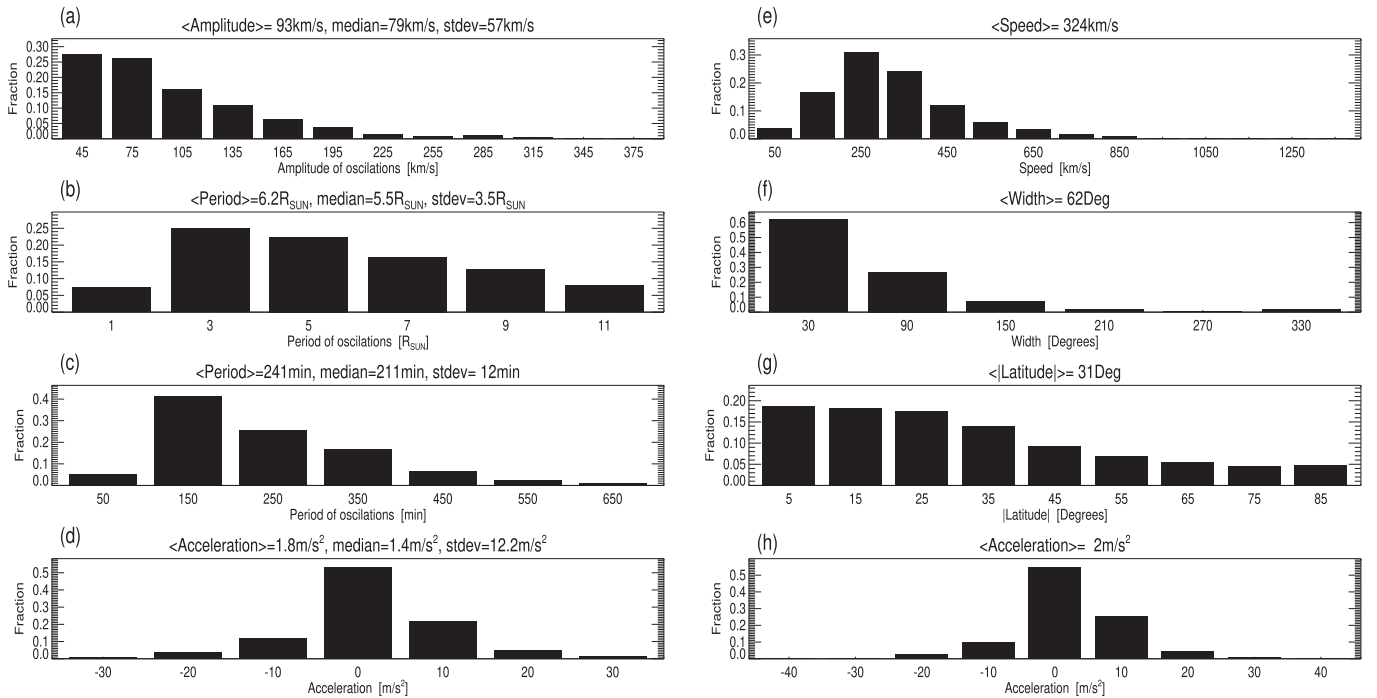 (a)
<Amplitude>= 93km/s, median=79km/s, stdev=57km/s
Fraction
0.30
0.25
0.20
0.15
0.10
0.05
0.00
45 75 105 135 165 195 225 255 285 315 345 375
Amplitude of oscilations [km/s]
(b)
<Period>=6.2R_SUN, median=5.5R_SUN, stdev=3.5R_SUN
Fraction
0.25
0.20
0.15
0.10
0.05
0.00
1 3 5 7 9 11
Period of oscilations [R_SUN]
(c)
<Period>=241min, median=211min, stdev= 12min
Fraction
0.4
0.3
0.2
0.1
0.0
50 150 250 350 450 550 650
Period of oscilations [min]
(d)
<Acceleration>=1.8m/s², median=1.4m/s², stdev=12.2m/s²
Fraction
0.5
0.4
0.3
0.2
0.1
0.0
-30 -20 -10 0 10 20 30
Acceleration [m/s²]
(e)
<Speed>= 324km/s
Fraction
0.3
0.2
0.1
0.0
50 250 450 650 850 1050 1250
Speed [km/s]
(f)
<Width>= 62Deg
Fraction
0.6
0.5
0.4
0.3
0.2
0.1
0.0
30 90 150 210 270 330
Width [Degrees]
(g)
<|Latitude|>= 31Deg
Fraction
0.20
0.15
0.10
0.05
0.00
5 15 25 35 45 55 65 75 85
|Latitude| [Degrees]
(h)
<Acceleration>= 2m/s²
Fraction
0.5
0.4
0.3
0.2
0.1
0.0
-40 -30 -20 -10 0 10 20 30 40
Acceleration [m/s²]